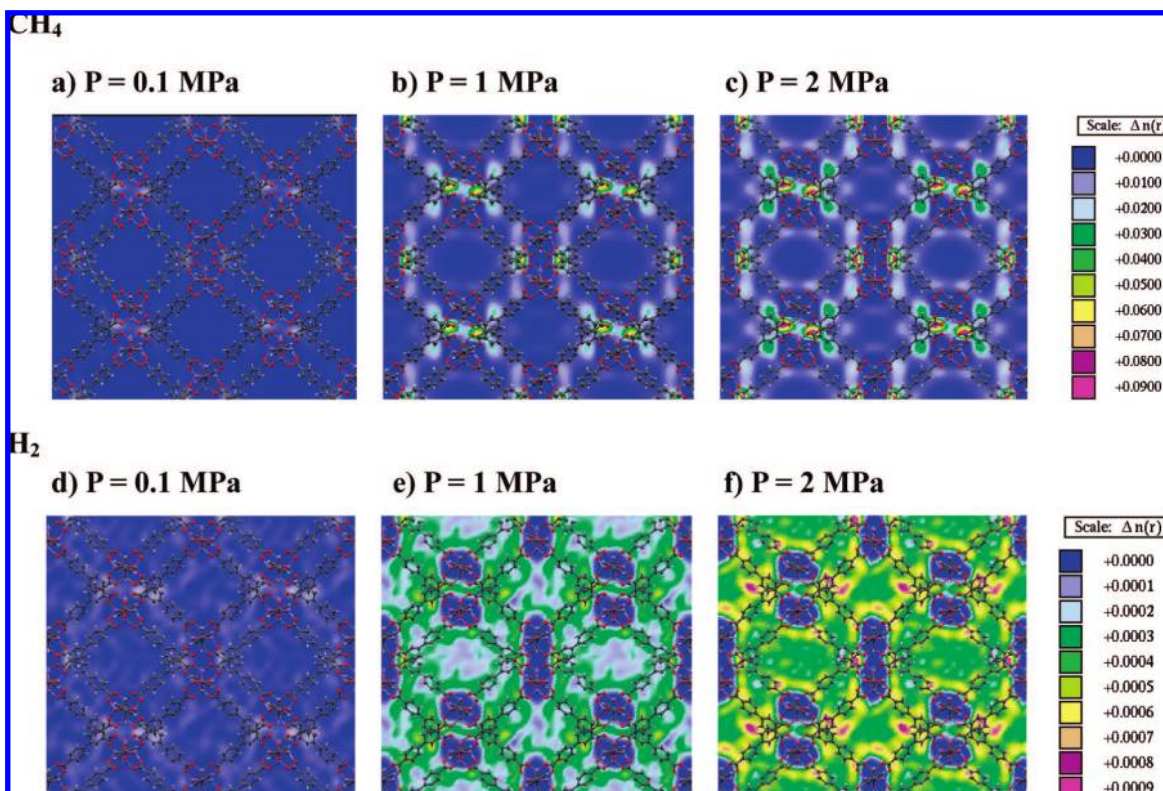 CH4
a) P = 0.1 MPa
b) P = 1 MPa
c) P = 2 MPa
Scale: Δ n(r
+0.0000
+0.0100
+0.0200
+0.0300
+0.0400
+0.0500
+0.0600
+0.0700
+0.0800
+0.0900
H2
d) P = 0.1 MPa
e) P = 1 MPa
f) P = 2 MPa
Scale: Δ n(r)
+0.0000
+0.0001
+0.0002
+0.0003
+0.0004
+0.0005
+0.0006
+0.0007
+0.0008
+0.0009